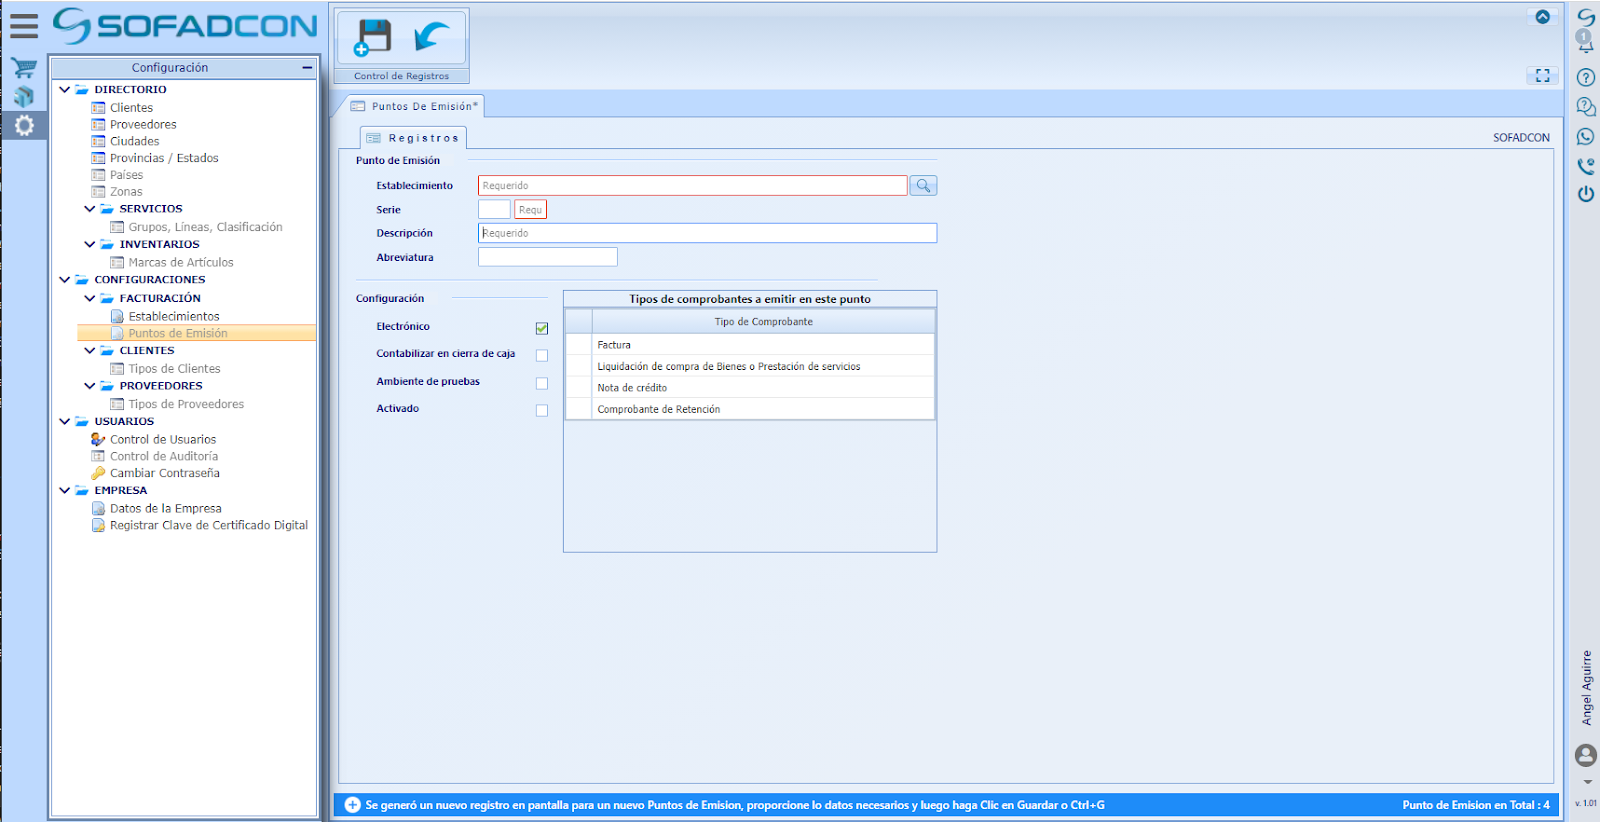 SOFADCON
Configuración
DIRECTORIO
Clientes
Proveedores
Ciudades
Provincias / Estados
Países
Zonas
SERVICIOS
Grupos, Líneas, Clasificación
INVENTARIOS
Marcas de Artículos
CONFIGURACIONES
FACTURACIÓN
Establecimientos
Puntos de Emisión
CLIENTES
Tipos de Clientes
PROVEEDORES
Tipos de Proveedores
USUARIOS
Control de Usuarios
Control de Auditoría
Cambiar Contraseña
EMPRESA
Datos de la Empresa
Registrar Clave de Certificado Digital
Control de Registros
Puntos De Emisión*
Registros
SOFADCON
Punto de Emisión
Establecimiento Requerido
Serie Requ
Descripción Requerido
Abreviatura
Configuración
Electrónico
Contabilizar en cierra de caja
Ambiente de pruebas
Activado
Tipos de comprobantes a emitir en este punto
Tipo de Comprobante
Factura
Liquidación de compra de Bienes o Prestación de servicios
Nota de crédito
Comprobante de Retención
Se generó un nuevo registro en pantalla para un nuevo Puntos de Emision, proporcione lo datos necesarios y luego haga Clic en Guardar o Ctrl+G
Punto de Emision en Total : 4
1
Angel Aguirre
v. 1.01